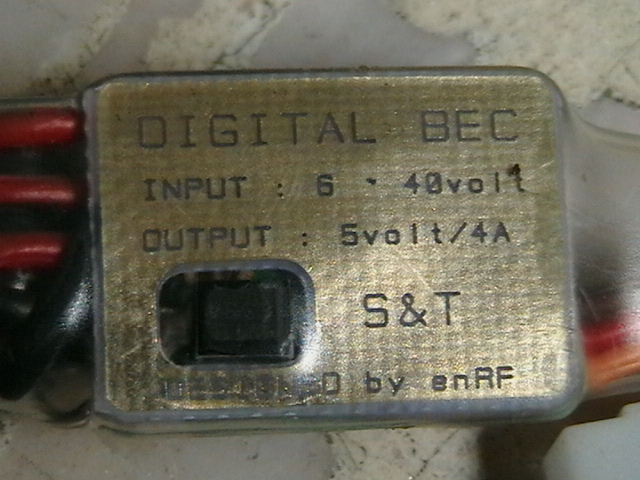 DIGITAL BEC
INPUT : 6 ~ 40volt
OUTPUT : 5volt/4A
S&T
by enRF